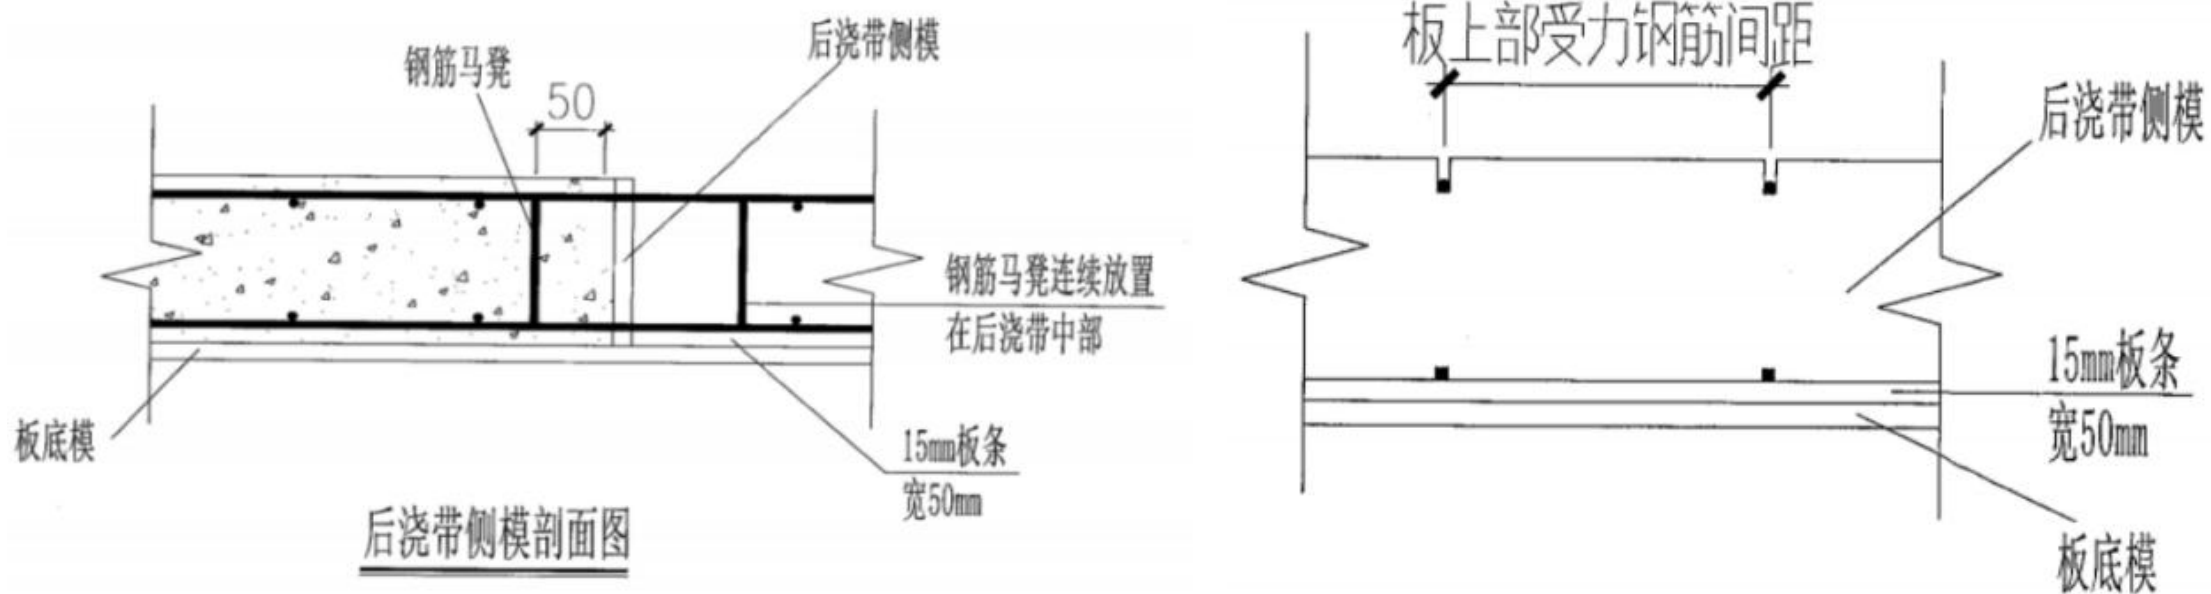 钢筋马凳
后浇带侧模
50
钢筋马凳连续放置
在后浇带中部
板底模
15mm板条
宽50mm
后浇带侧模剖面图
板上部受力钢筋间距
后浇带侧模
15mm板条
宽50mm
板底模